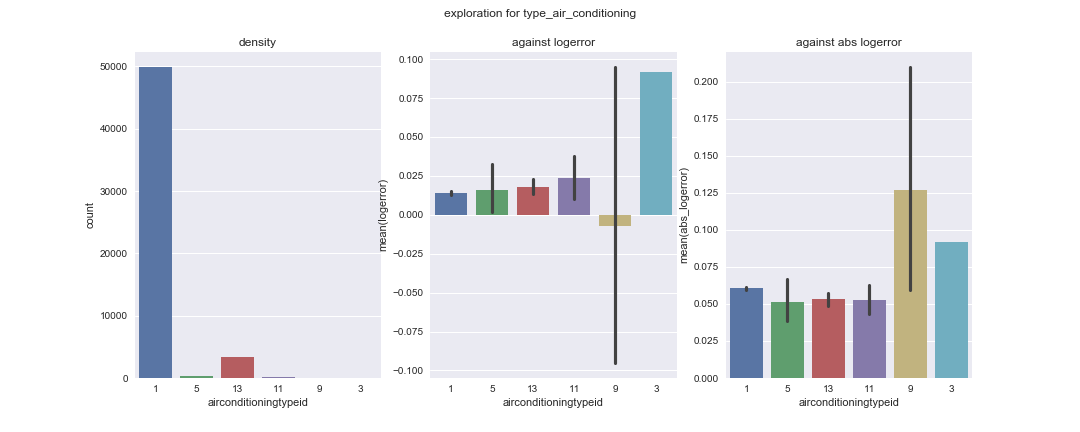 exploration for type_air_conditioning
density
50000
40000
30000
20000
10000
0
count
1 5 13 11 9 3
airconditioningtypeid
against logerror
0.100
0.075
0.050
0.025
0.000
−0.025
−0.050
−0.075
−0.100
mean(logerror)
1 5 13 11 9 3
airconditioningtypeid
against abs logerror
0.200
0.175
0.150
0.125
0.100
0.075
0.050
0.025
0.000
mean(abs_logerror)
1 5 13 11 9 3
airconditioningtypeid